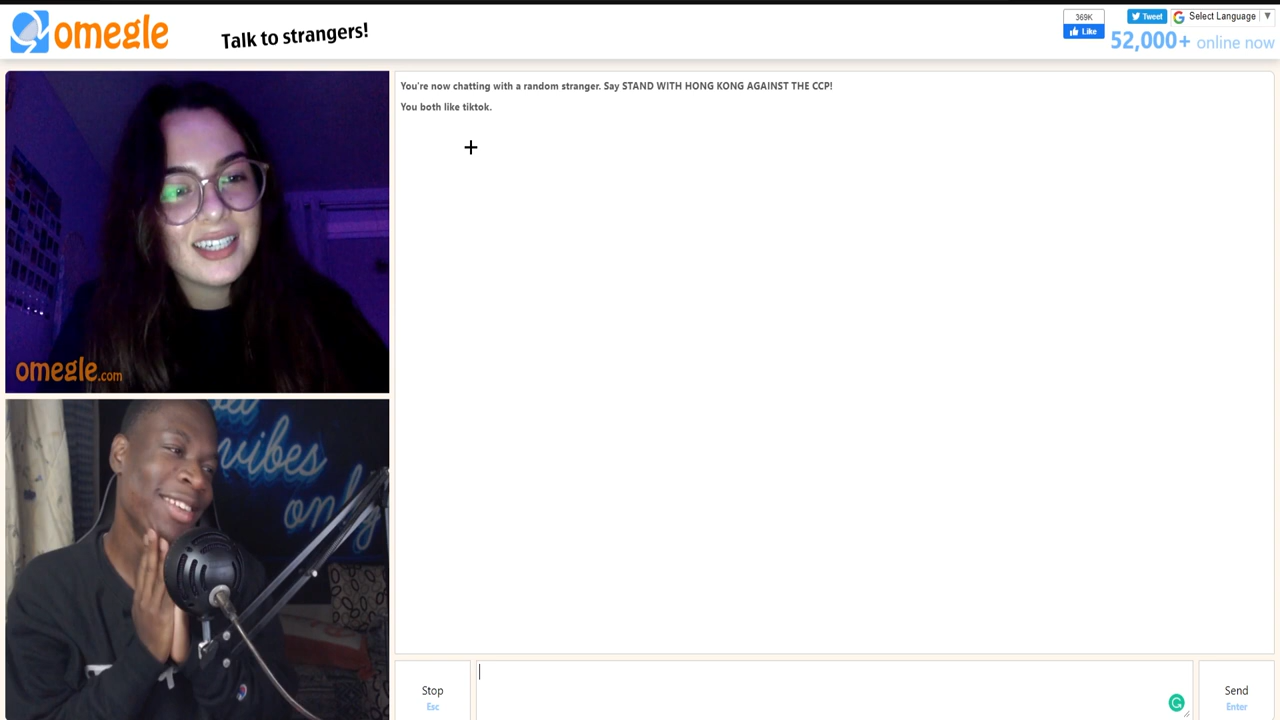 omegle
Talk to strangers!
369K
Like
Tweet
Select Language
52,000+ online now
You're now chatting with a random stranger. Say STAND WITH HONG KONG AGAINST THE CCP!
You both like tiktok.
omegle.com
vibes
only
Stop
Esc
Send
Enter